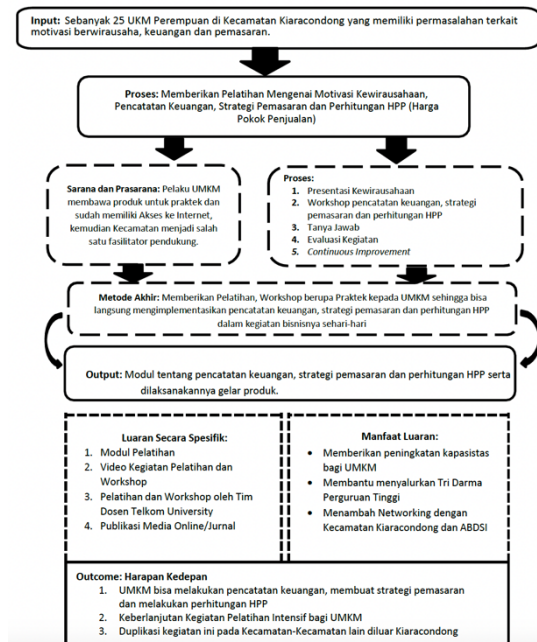 Input: Sebanyak 25 UKM Perempuan di Kecamatan Kiaracondong yang memiliki permasalahan terkait
motivasi berwirausaha, keuangan dan pemasaran.
Proses: Memberikan Pelatihan Mengenai Motivasi Kewirausahaan,
Pencatatan Keuangan, Strategi Pemasaran dan Perhitungan HPP (Harga
Pokok Penjualan)
Sarana dan Prasarana: Pelaku UMKM
membawa produk untuk praktek dan
sudah memiliki Akses ke Internet,
kemudian Kecamatan menjadi salah
satu fasilitator pendukung.
Proses:
1. Presentasi Kewirausahaan
2. Workshop pencatatan keuangan, strategi
pemasaran dan perhitungan HPP
3. Tanya Jawab
4. Evaluasi Kegiatan
5. Continuous Improvement
Metode Akhir: Memberikan Pelatihan, Workshop berupa Praktek kepada UMKM sehingga bisa
langsung mengimplementasikan pencatatan keuangan, strategi pemasaran dan perhitungan HPP
dalam kegiatan bisnisnya sehari-hari
Output: Modul tentang pencatatan keuangan, strategi pemasaran dan perhitungan HPP serta
dilaksanakannya gelar produk.
Luaran Secara Spesifik:
1. Modul Pelatihan
2. Video Kegiatan Pelatihan dan
Workshop
3. Pelatihan dan Workshop oleh Tim
Dosen Telkom University
4. Publikasi Media Online/Jurnal
Manfaat Luaran:
• Memberikan peningkatan kapasistas
bagi UMKM
• Membantu menyalurkan Tri Darma
Perguruan Tinggi
• Menambah Networking dengan
Kecamatan Kiaracondong dan ABDSI
Outcome: Harapan Kedepan
1. UMKM bisa melakukan pencatatan keuangan, membuat strategi pemasaran
dan melakukan perhitungan HPP
2. Keberlanjutan Kegiatan Pelatihan Intensif bagi UMKM
3. Duplikasi kegiatan ini pada Kecamatan-Kecamatan lain diluar Kiaracondong